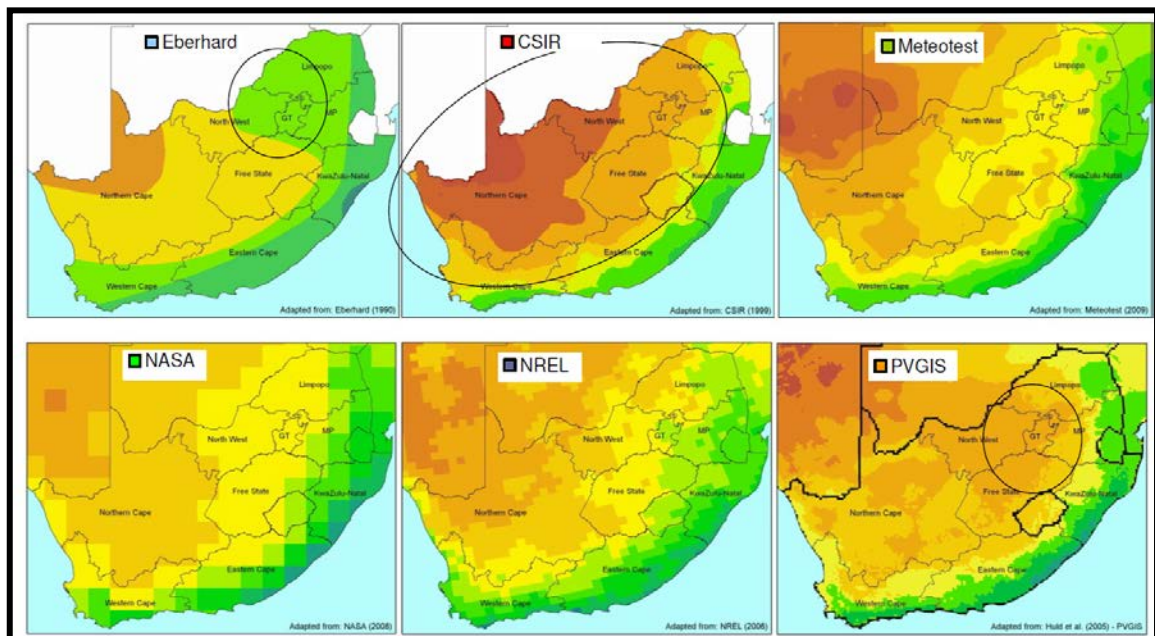 Eberhard
Limpopo
North West
GT
MP
Northern Cape
Free State
KwaZulu-Natal
Eastern Cape
Western Cape
Adapted from: Eberhard (1990)
CSIR
Limpopo
North West
GT
MP
Northern Cape
Free State
KwaZulu-Natal
Eastern Cape
Western Cape
Adapted from: CSIR (1999)
Meteotest
Limpopo
North West
GT
MP
Northern Cape
Free State
KwaZulu-Natal
Eastern Cape
Western Cape
Adapted from: Meteotest (2009)
NASA
Limpopo
North West
GT
MP
Free State
KwaZulu-Natal
Northern Cape
Eastern Cape
Western Cape
Adapted from: NASA (2008)
NREL
Limpopo
North West
GT
MP
Free State
KwaZulu-Natal
Northern Cape
Eastern Cape
Western Cape
Adapted from: NREL (2006)
PVGIS
Limpopo
North West
GT
MP
Free State
KwaZulu-Natal
Northern Cape
Eastern Cape
Western Cape
Adapted from: Huld et al. (2005) - PVGIS